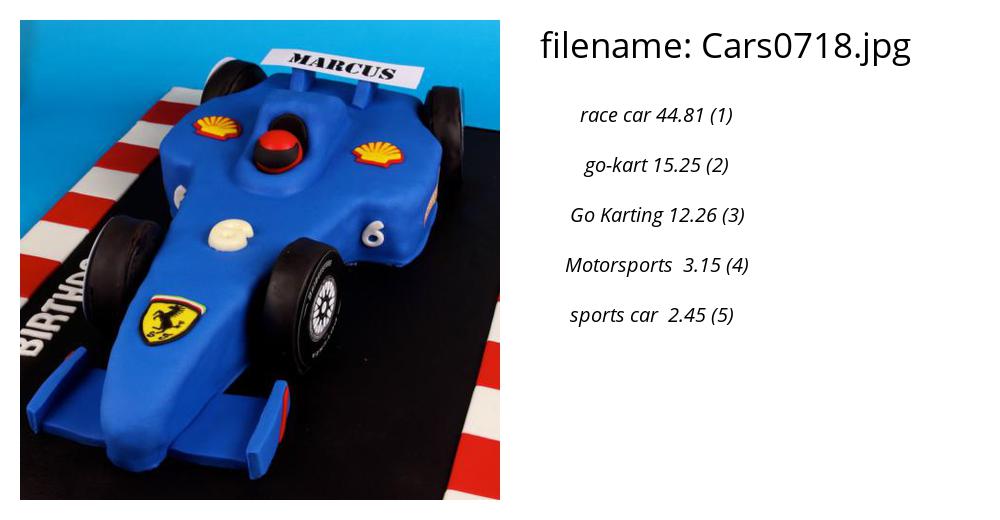 MARCUS
6
6
BIRTHD
filename: Cars0718.jpg
race car 44.81 (1)
go-kart 15.25 (2)
Go Karting 12.26 (3)
Motorsports 3.15 (4)
sports car 2.45 (5)